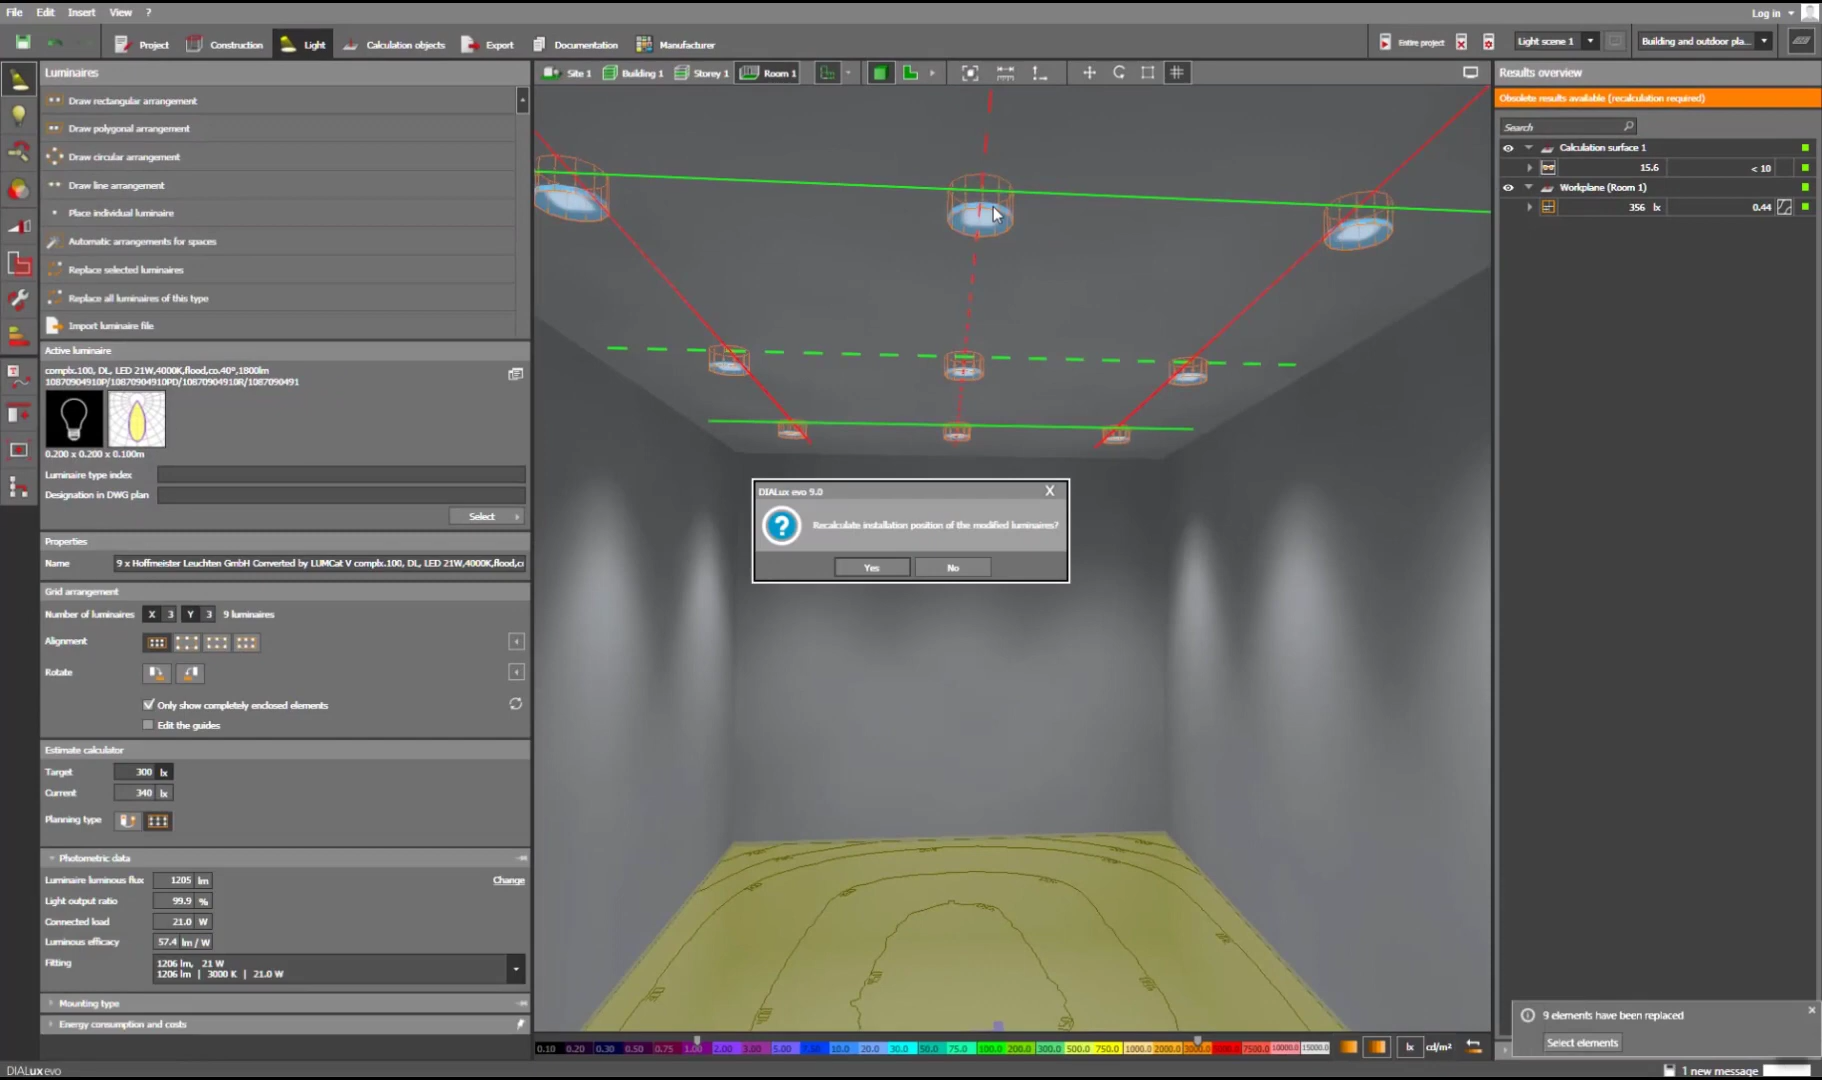 File Edit Insert View ?
Log in
Project Construction Light Calculation objects Export Documentation Manufacturer
Entire project Light scene 1 Building and outdoor pla...
Luminaires
Site 1 Building 1 Storey 1 Room 1
Results overview
Draw rectangular arrangement
Draw polygonal arrangement
Draw circular arrangement
Draw line arrangement
Place individual luminaire
Automatic arrangements for spaces
Replace selected luminaires
Replace all luminaires of this type
Import luminaire file
Obsolete results available (recalculation required)
Search
Calculation surface 1
15.6 < 10
Workplane (Room 1)
356 lx 0.44
Active luminaire
complx.100, DL, LED 21W,4000K,flood,co.40°,1800lm
10870904910P/10870904910PD/10870904910R/1087090491
0.200 x 0.200 x 0.100m
Luminaire type index
Designation in DWG plan
Select
Properties
Name 9 x Hoffmeister Leuchten GmbH Converted by LUMCat V complx.100, DL, LED 21W,4000K,flood,c
Grid arrangement
Number of luminaires X 3 Y 3 9 luminaires
Alignment
Rotate
Only show completely enclosed elements
Edit the guides
Estimate calculator
Target 300 lx
Current 340 lx
Planning type
Photometric data
Luminaire luminous flux 1205 lm Change
Light output ratio 99.9 %
Connected load 21.0 W
Luminous efficacy 57.4 lm / W
Fitting 1206 lm, 21 W
1206 lm | 3000 K | 21.0 W
Mounting type
Energy consumption and costs
DIALux evo 9.0 X
Recalculate installation position of the modified luminaires?
Yes No
9 elements have been replaced
Select elements
0.10 0.20 0.30 0.50 0.75 1.00 2.00 3.00 5.00 7.50 10.0 20.0 30.0 50.0 75.0 100.0 200.0 300.0 500.0 750.0 1000.0 2000.0 3000.0 5000.0 7500.0 10000.0 15000.0
lx cd/m²
DIALux evo
1 new message